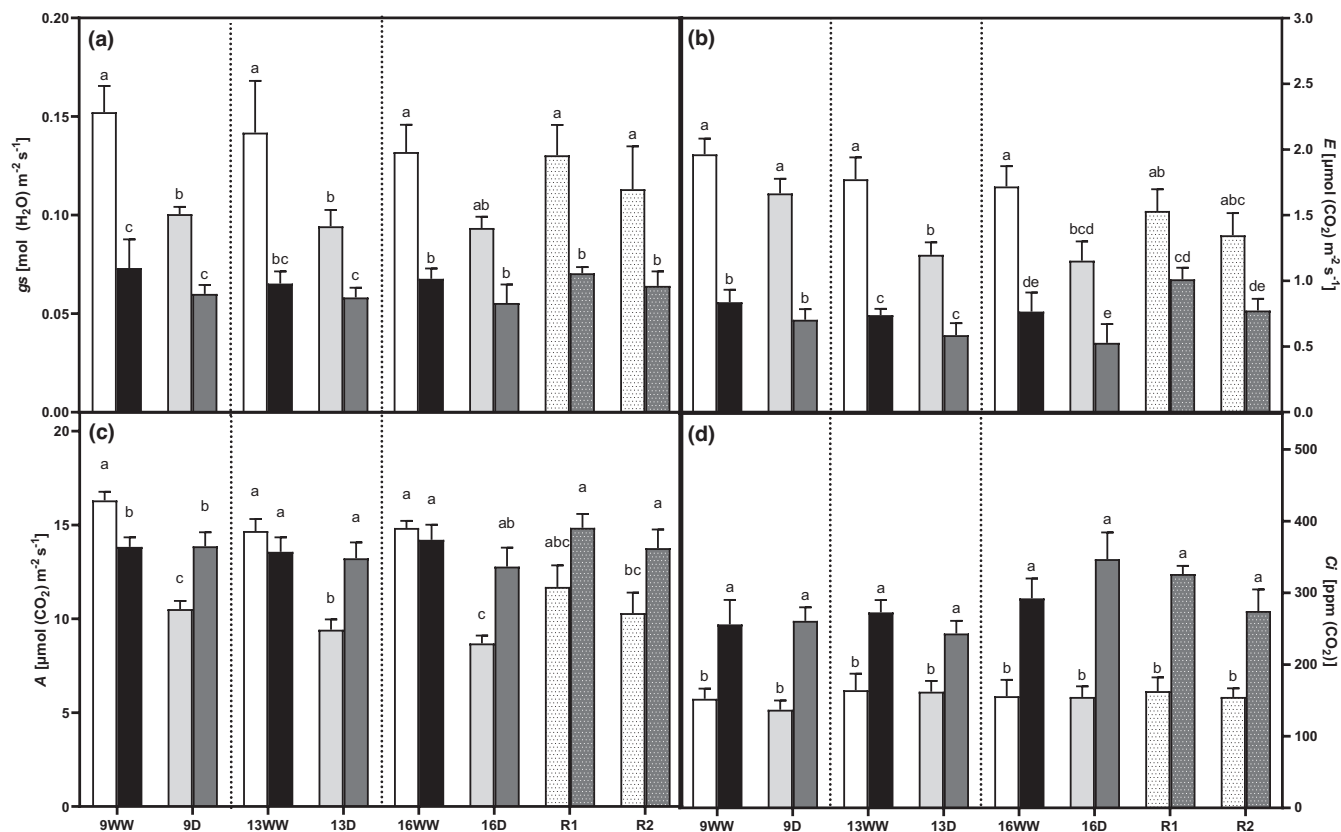 (a)
0.20
0.15
0.10
0.05
0.00
gs [mol (H₂O) m⁻² s⁻¹]
a c b c a bc b c a b ab b a b a b
(b)
3.0
2.5
2.0
1.5
1.0
0.5
0.0
E [µmol (CO₂) m⁻² s⁻¹]
a b a b a c b c a de bcd e ab cd abc de
(c)
20
15
10
5
0
A [µmol (CO₂) m⁻² s⁻¹]
a b c b a a b a a a c ab abc a bc a
9WW 9D 13WW 13D 16WW 16D R1 R2
(d)
500
400
300
200
100
0
Ci [ppm (CO₂)]
b a b a b a b a b a b a b a b a
9WW 9D 13WW 13D 16WW 16D R1 R2